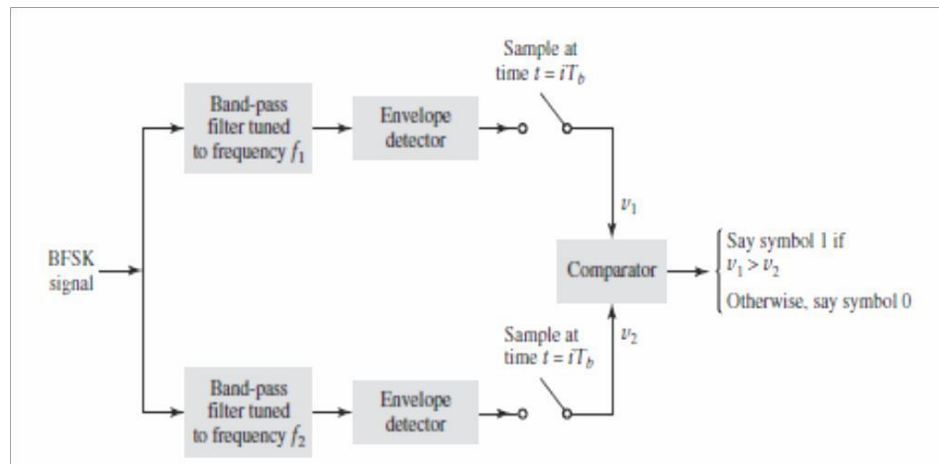 Sample at
time t = iT_b
Band-pass
filter tuned
to frequency f_1
Envelope
detector
v_1
BFSK
signal
Comparator
Say symbol 1 if
v_1 > v_2
Otherwise, say symbol 0
Sample at
time t = iT_b
v_2
Band-pass
filter tuned
to frequency f_2
Envelope
detector